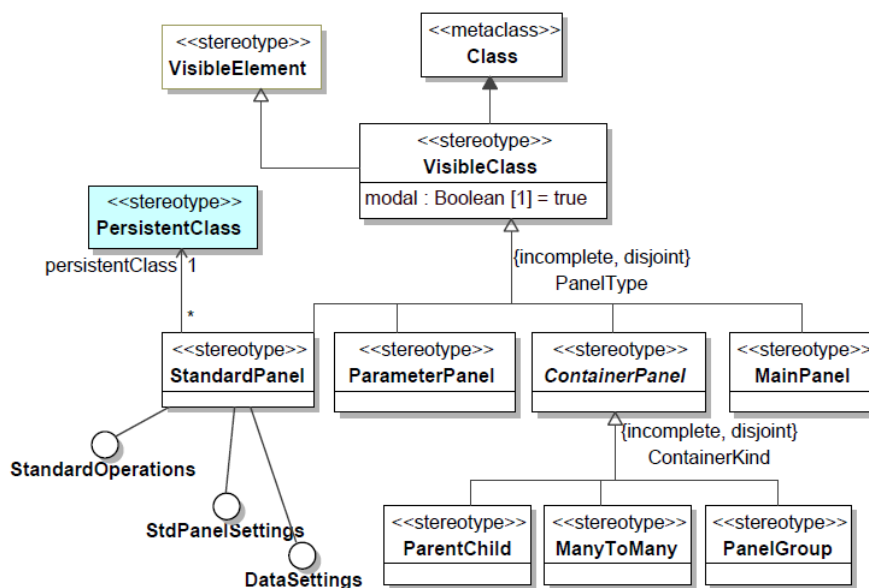 <<stereotype>>
VisibleElement
<<metaclass>>
Class
<<stereotype>>
VisibleClass
modal : Boolean [1] = true
<<stereotype>>
PersistentClass
persistentClass 1
*
{incomplete, disjoint}
PanelType
<<stereotype>>
StandardPanel
<<stereotype>>
ParameterPanel
<<stereotype>>
ContainerPanel
<<stereotype>>
MainPanel
StandardOperations
StdPanelSettings
DataSettings
{incomplete, disjoint}
ContainerKind
<<stereotype>>
ParentChild
<<stereotype>>
ManyToMany
<<stereotype>>
PanelGroup